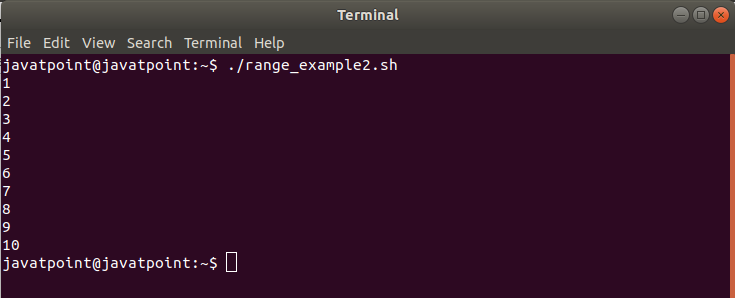 Terminal
File Edit View Search Terminal Help
javatpoint@javatpoint:~$ ./range_example2.sh
1
2
3
4
5
6
7
8
9
10
javatpoint@javatpoint:~$